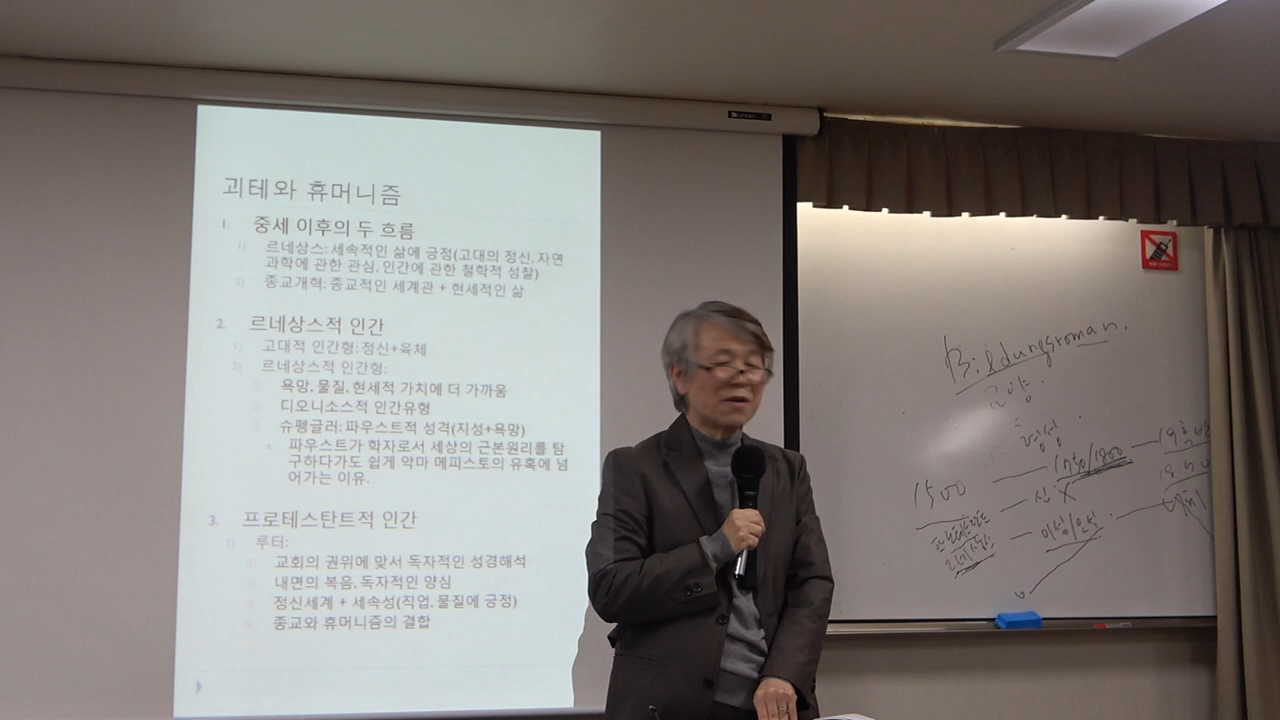 괴테와 휴머니즘
1. 중세 이후의 두 흐름
1) 르네상스: 세속적인 삶에 긍정(고대의 정신, 자연
과학에 관한 관심, 인간에 관한 철학적 성찰)
2) 종교개혁: 종교적인 세계관 + 현세적인 삶
2. 르네상스적 인간
1) 고대적 인간형: 정신+육체
2) 르네상스적 인간형:
① 욕망, 물질, 현세적 가치에 더 가까움
② 디오니소스적 인간유형
③ 슈펭글러: 파우스트적 성격(지성+욕망)
파우스트가 학자로서 세상의 근본원리를 탐
구하다가도 쉽게 악마 메피스토의 유혹에 넘
어가는 이유.
3. 프로테스탄트적 인간
1) 루터:
① 교회의 권위에 맞서 독자적인 성경해석
② 내면의 복음, 독자적인 양심
③ 정신세계 + 세속성(직업, 물질에 긍정)
④ 종교와 휴머니즘의 결합
Bildungsroman.
교양
형성
1500 1750/1800
신 X
이성/인식